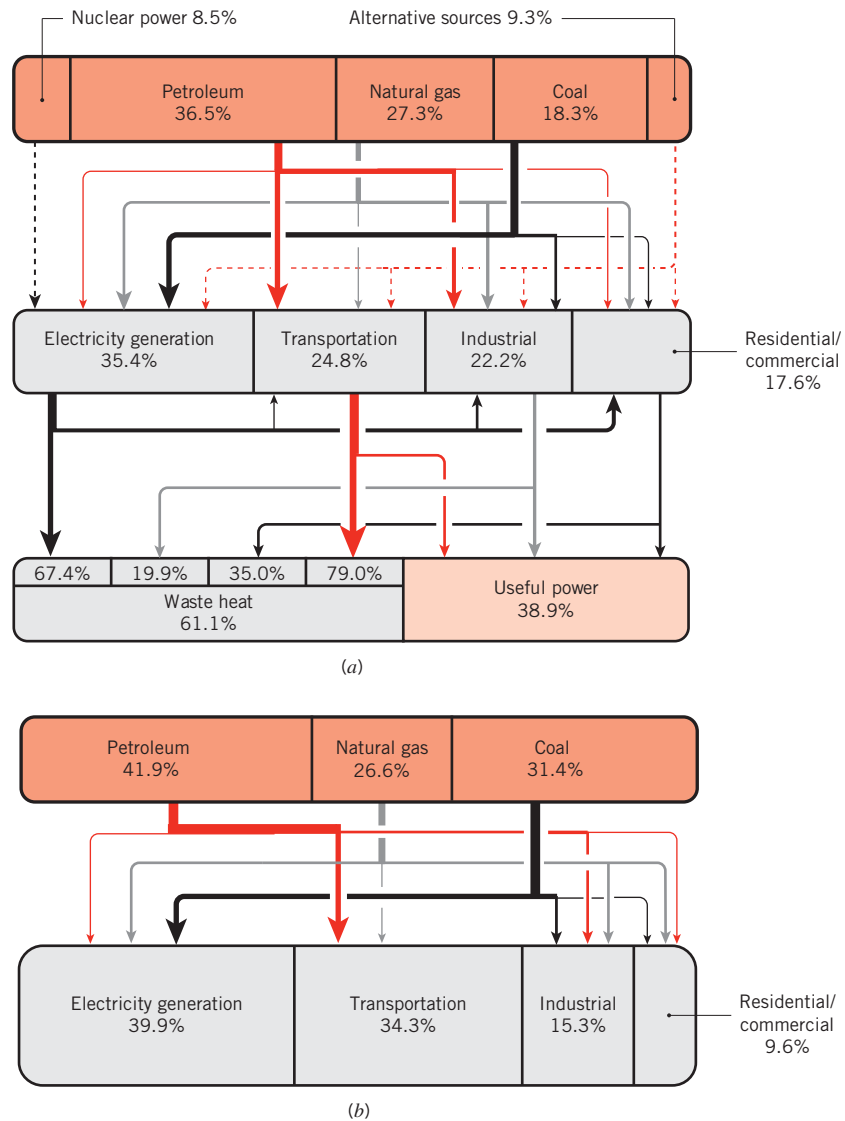 Nuclear power 8.5%
Alternative sources 9.3%
Petroleum
36.5%
Natural gas
27.3%
Coal
18.3%
Electricity generation
35.4%
Transportation
24.8%
Industrial
22.2%
Residential/
commercial
17.6%
67.4%
19.9%
35.0%
79.0%
Waste heat
61.1%
Useful power
38.9%
(a)
Petroleum
41.9%
Natural gas
26.6%
Coal
31.4%
Electricity generation
39.9%
Transportation
34.3%
Industrial
15.3%
Residential/
commercial
9.6%
(b)